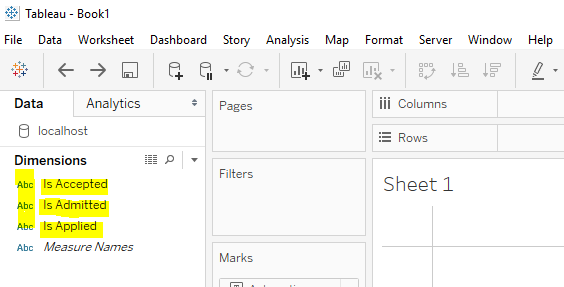 Tableau - Book1
File Data Worksheet Dashboard Story Analysis Map Format Server Window Help
Data Analytics
localhost
Dimensions
Abc Is Accepted
Abc Is Admitted
Abc Is Applied
Abc Measure Names
Pages
Filters
Marks
Columns
Rows
Sheet 1